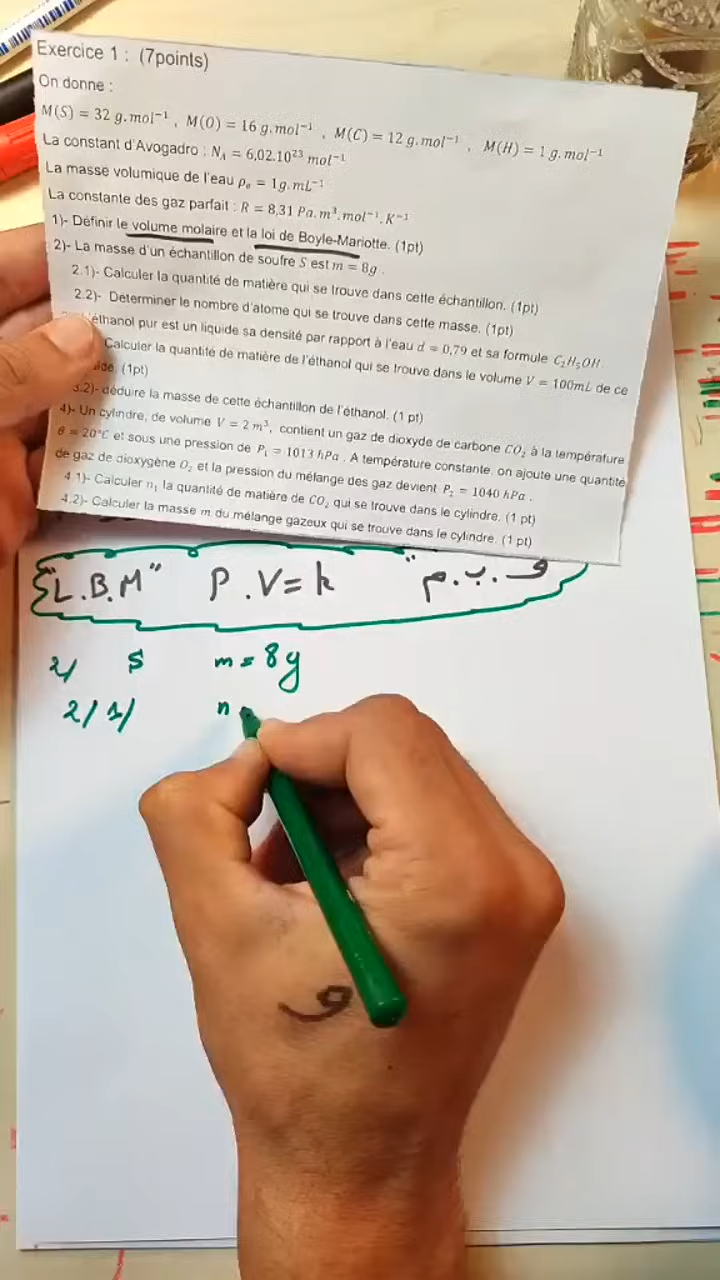 Exercice 1 : (7points)
On donne :
M(S) = 32 g.mol⁻¹ , M(O) = 16 g.mol⁻¹ , M(C) = 12 g.mol⁻¹ , M(H) = 1 g.mol⁻¹
La constant d'Avogadro : N_A = 6,02.10²³ mol⁻¹
La masse volumique de l'eau ρₑ = 1g.mL⁻¹
La constante des gaz parfait : R = 8,31 Pa.m³.mol⁻¹.K⁻¹
1)- Définir le volume molaire et la loi de Boyle-Mariotte. (1pt)
2)- La masse d'un échantillon de soufre S est m = 8g .
2.1)- Calculer la quantité de matière qui se trouve dans cette échantillon. (1pt)
2.2)- Déterminer le nombre d'atome qui se trouve dans cette masse. (1pt)
éthanol pur est un liquide sa densité par rapport à l'eau d = 0,79 et sa formule C₂H₅OH
Calculer la quantité de matière de l'éthanol qui se trouve dans le volume V = 100mL de ce
(1pt)
3.2)- déduire la masse de cette échantillon de l'éthanol. (1 pt)
4)- Un cylindre, de volume V = 2 m³, contient un gaz de dioxyde de carbone CO₂ à la température
θ = 20°C et sous une pression de P₁ = 1013 hPa . A température constante, on ajoute une quantité
de gaz de dioxygène O₂ et la pression du mélange des gaz devient P₂ = 1040 hPa .
4.1)- Calculer n₁ la quantité de matière de CO₂ qui se trouve dans le cylindre. (1 pt)
4.2)- Calculer la masse m du mélange gazeux qui se trouve dans le cylindre. (1 pt)
"L.B.M" P.V=k "ق.ب.م
2/ S m = 8g
2/1/ n